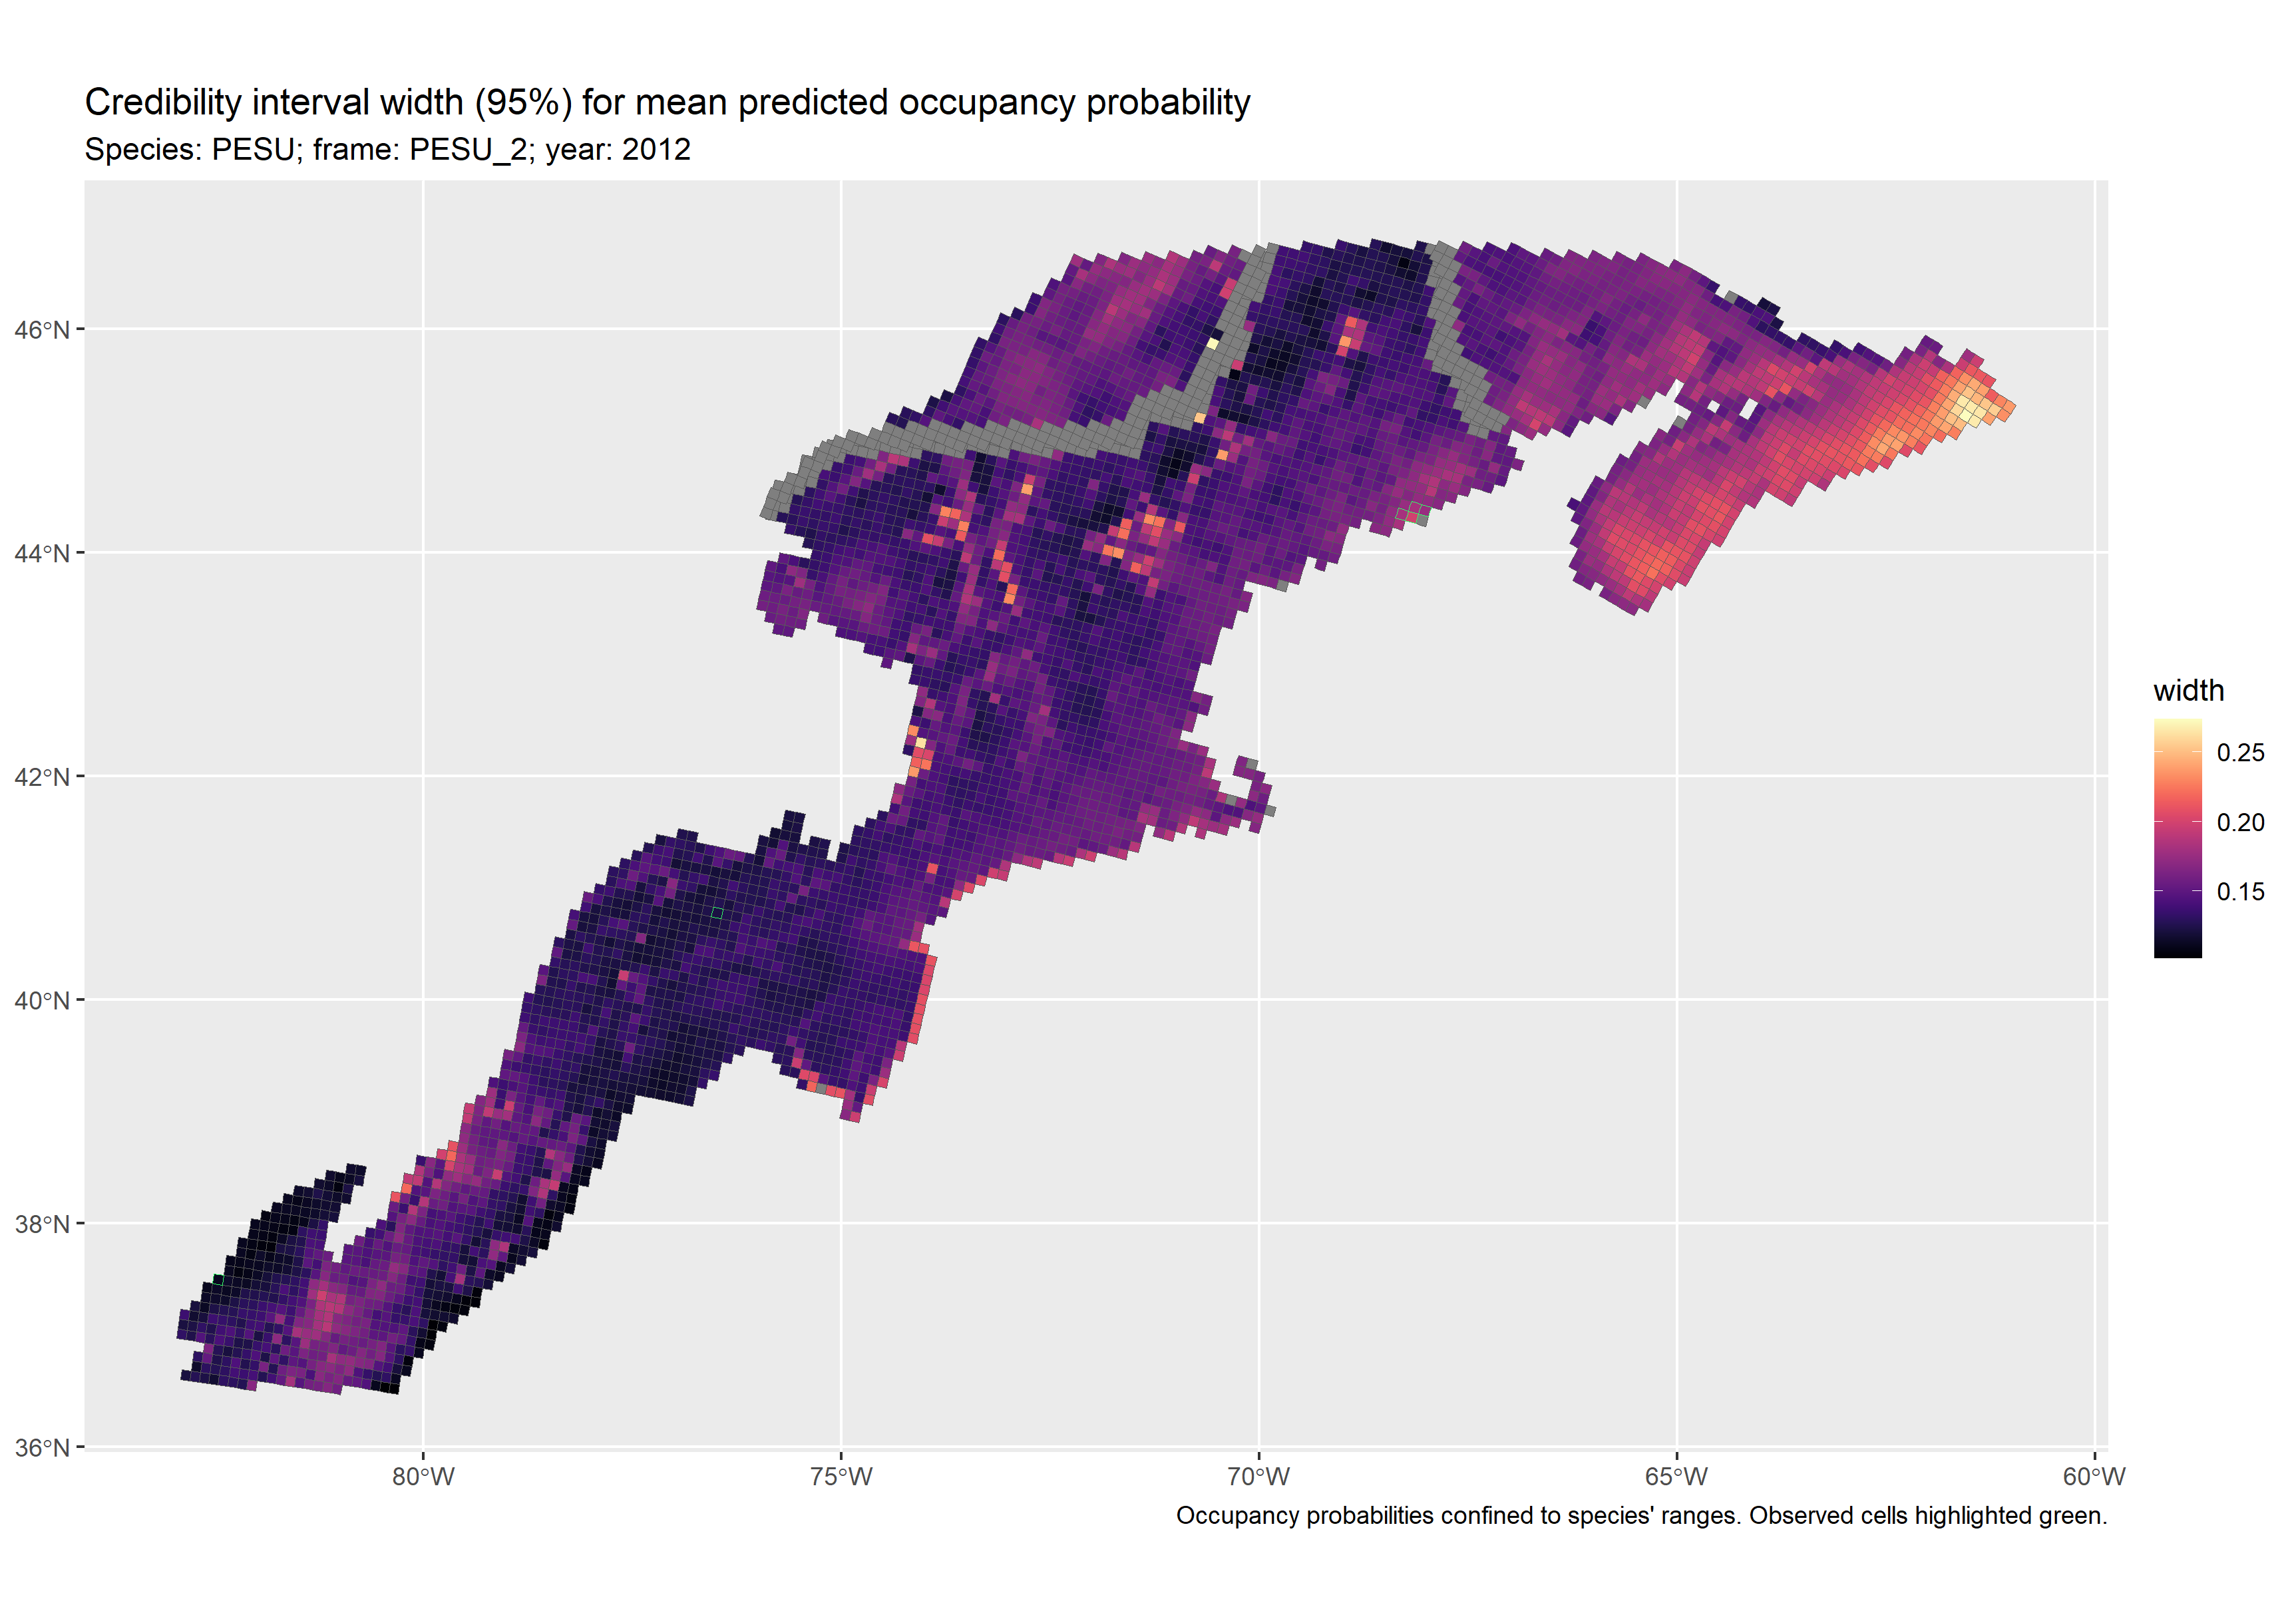 Credibility interval width (95%) for mean predicted occupancy probability
Species: PESU; frame: PESU_2; year: 2012
46°N
44°N
42°N
40°N
38°N
36°N
80°W
75°W
70°W
65°W
60°W
width
0.25
0.20
0.15
Occupancy probabilities confined to species' ranges. Observed cells highlighted green.